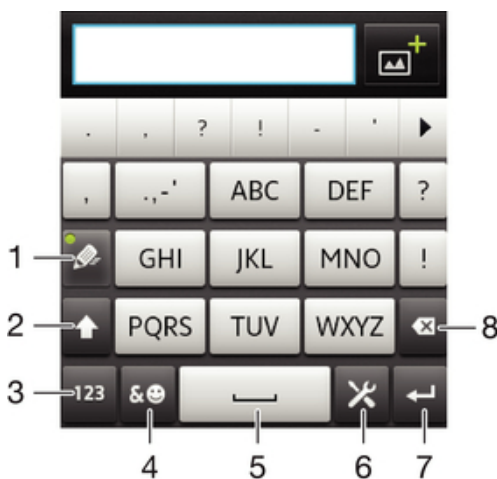 . , ? ! - '
, .,-' ABC DEF ?
1 GHI JKL MNO !
2 PQRS TUV WXYZ 8
3 123 &
4 5 6 7